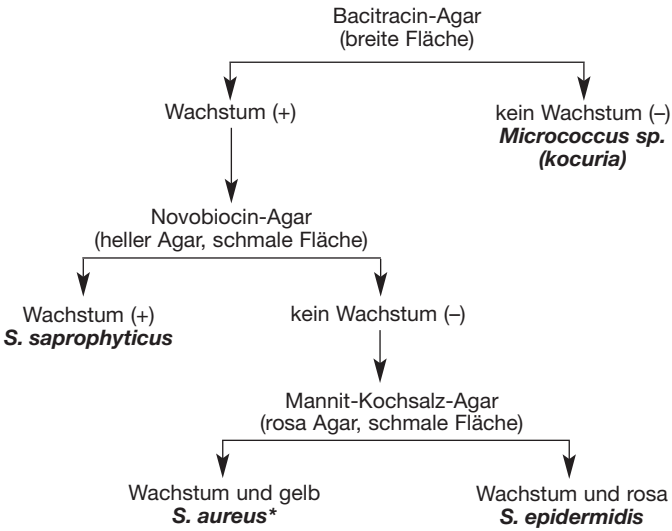 Bacitracin-Agar
(breite Fläche)
Wachstum (+)
kein Wachstum (–)
Micrococcus sp.
(kocuria)
Novobiocin-Agar
(heller Agar, schmale Fläche)
Wachstum (+)
S. saprophyticus
kein Wachstum (–)
Mannit-Kochsalz-Agar
(rosa Agar, schmale Fläche)
Wachstum und gelb
S. aureus*
Wachstum und rosa
S. epidermidis